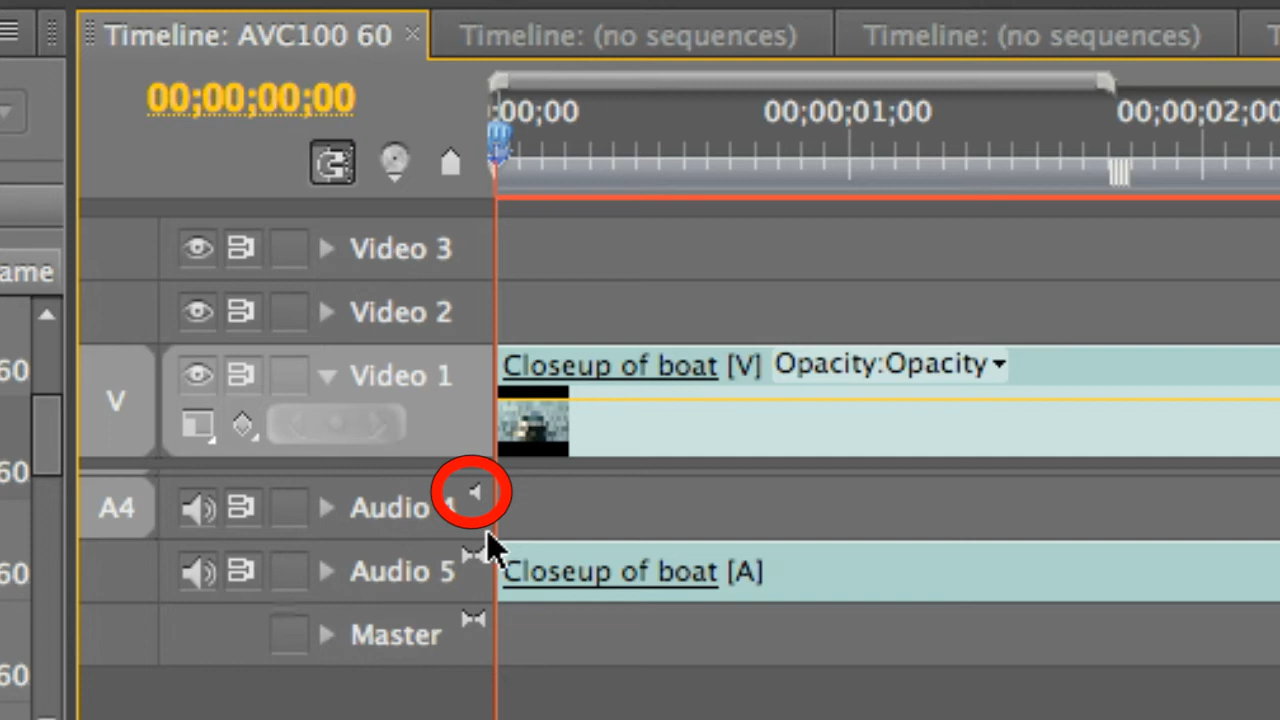 Timeline: AVC100 60
Timeline: (no sequences)
Timeline: (no sequences)
00;00;00;00
;00;00
00;00;01;00
00;00;02;00
ame
Video 3
Video 2
60
V
Video 1
Closeup of boat [V] Opacity:Opacity
60
A4
Audio 4
60
Audio 5
Closeup of boat [A]
Master
60